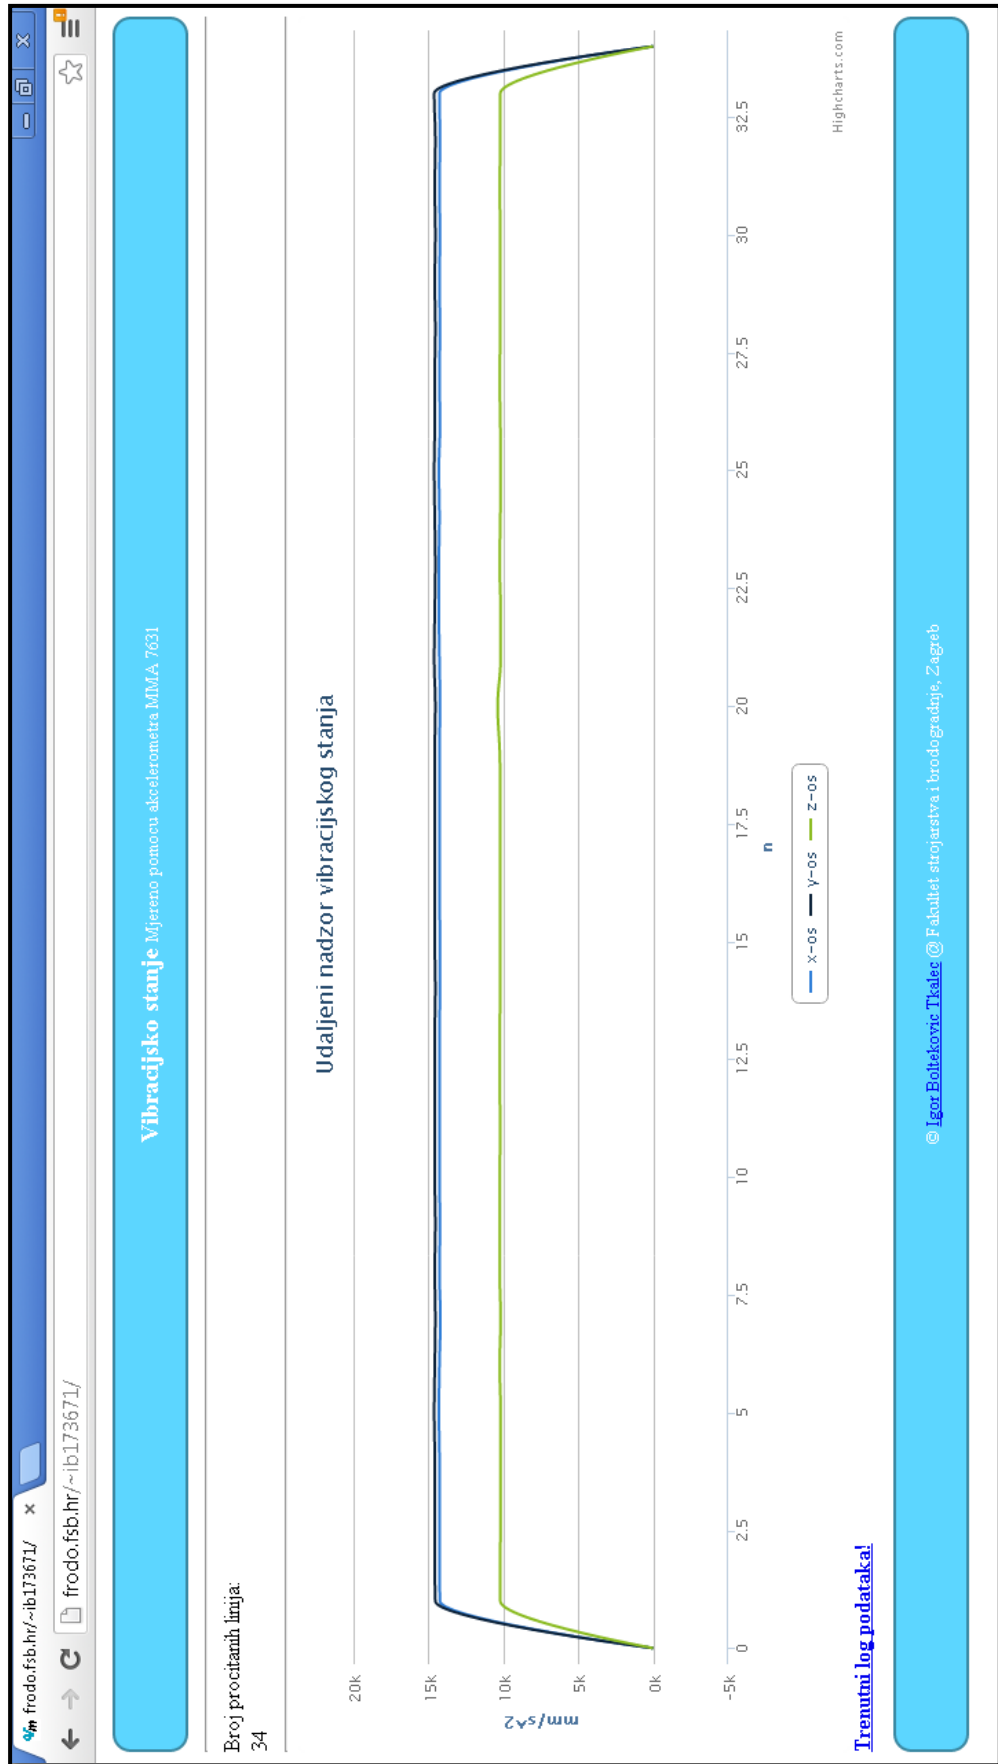 frodo.fsb.hr/~ib173671/
frodo.fsb.hr/~ib173671/
Vibracijsko stanje Mjereno pomocu akcelerometra MMA 7631
Broj procitanih linija:
34
Udaljeni nadzor vibracijskog stanja
20k
15k
10k
5k
0k
-5k
mm/s^2
0 2.5 5 7.5 10 12.5 15 17.5 20 22.5 25 27.5 30 32.5
n
x-os y-os z-os
Highcharts.com
Trenutni log podataka!
© Igor Boltekovic Tkalec @ Fakultet strojarstva i brodogradnje, Zagreb